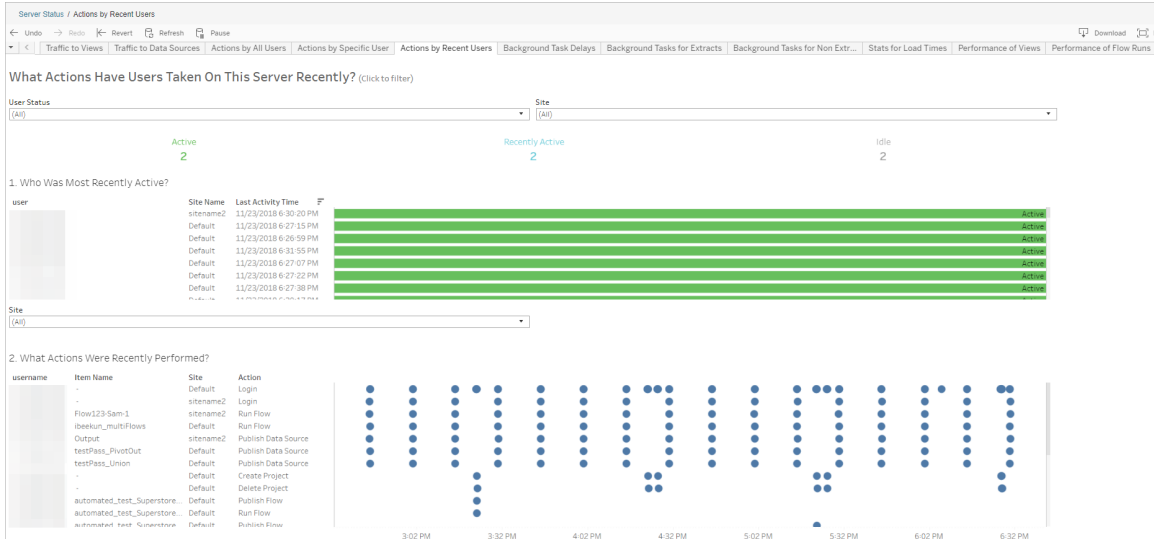 Server Status / Actions by Recent Users
← Undo → Redo |← Revert Refresh Pause Download
Traffic to Views Traffic to Data Sources Actions by All Users Actions by Specific User Actions by Recent Users Background Task Delays Background Tasks for Extracts Background Tasks for Non Extr... Stats for Load Times Performance of Views Performance of Flow Runs
What Actions Have Users Taken On This Server Recently? (Click to filter)
User Status Site
(All) (All)
Active Recently Active Idle
2 2 2
1. Who Was Most Recently Active?
user Site Name Last Activity Time
sitename2 11/23/2018 6:30:20 PM Active
Default 11/23/2018 6:27:15 PM Active
Default 11/23/2018 6:26:59 PM Active
Default 11/23/2018 6:31:55 PM Active
Default 11/23/2018 6:27:07 PM Active
Default 11/23/2018 6:27:22 PM Active
Default 11/23/2018 6:27:38 PM Active
Default
Site
(All)
2. What Actions Were Recently Performed?
username Item Name Site Action
- Default Login
- sitename2 Login
Flow123-Sam-1 sitename2 Run Flow
ibeekun_multiFlows Default Run Flow
Output sitename2 Publish Data Source
testPass_PivotOut Default Publish Data Source
testPass_Union Default Publish Data Source
- Default Create Project
- Default Delete Project
automated_test_Superstore... Default Publish Flow
automated_test_Superstore... Default Run Flow
automated_test_Superstore... Default Publish Flow
3:02 PM 3:32 PM 4:02 PM 4:32 PM 5:02 PM 5:32 PM 6:02 PM 6:32 PM